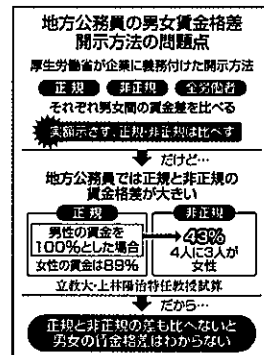 地方公務員の男女賃金格差
開示方法の問題点
厚生労働省が企業に義務付けた開示方法
正規 非正規 全労働者
それぞれ男女間の賃金差を比べる
実額示さず、正規・非正規は比べず
だけど…
地方公務員では正規と非正規の
賃金格差が大きい
正規
男性の賃金を
100%とした場合
女性の賃金は89%
非正規
43%
4人に3人が
女性
立教大・上林陽治特任教授試算
だから…
正規と非正規の差も比べないと
男女の賃金格差はわからない